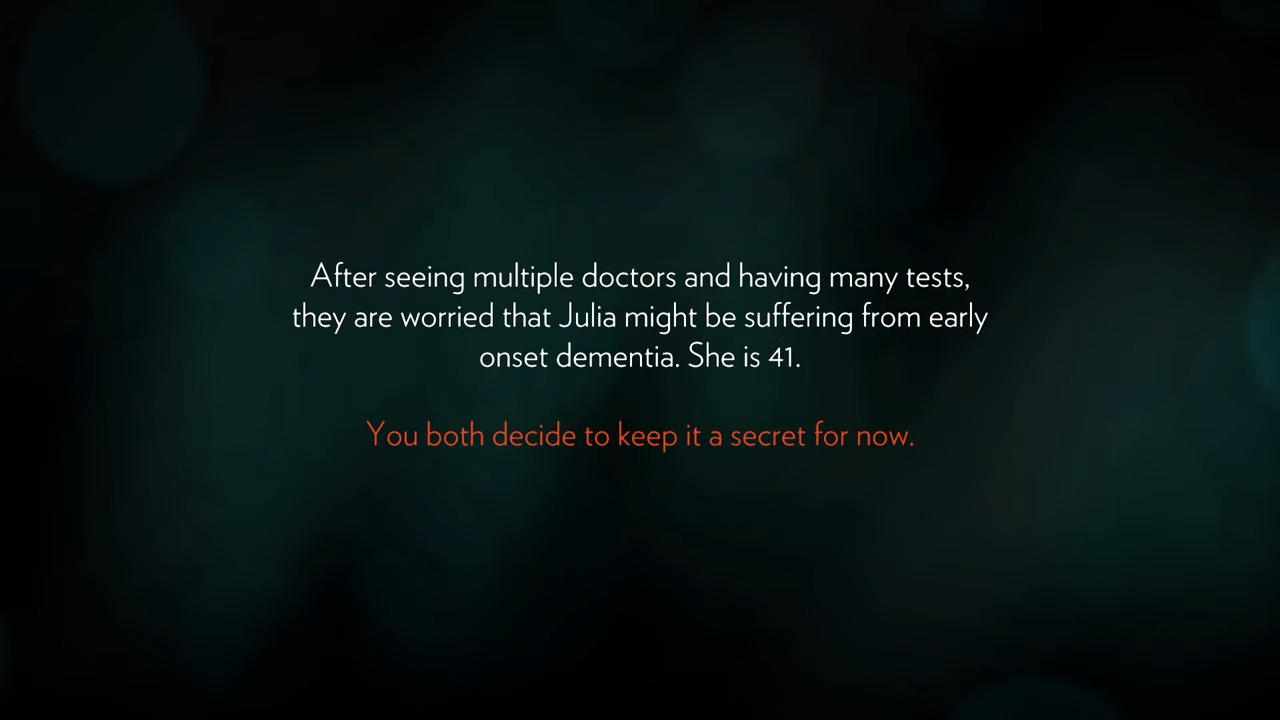 After seeing multiple doctors and having many tests,
they are worried that Julia might be suffering from early
onset dementia. She is 41.
You both decide to keep it a secret for now.